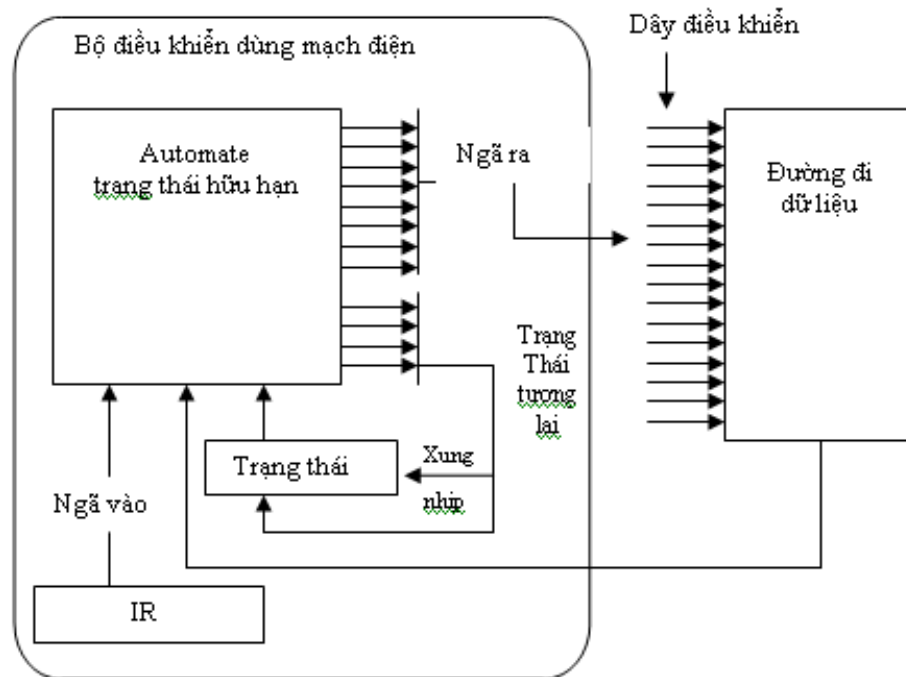 Bộ điều khiển dùng mạch điện
Dây điều khiển
Automate
trạng thái hữu hạn
Ngã ra
Đường đi
dữ liệu
Trạng
Thái
tương
lai
Trạng thái
Xung
nhịp
Ngã vào
IR